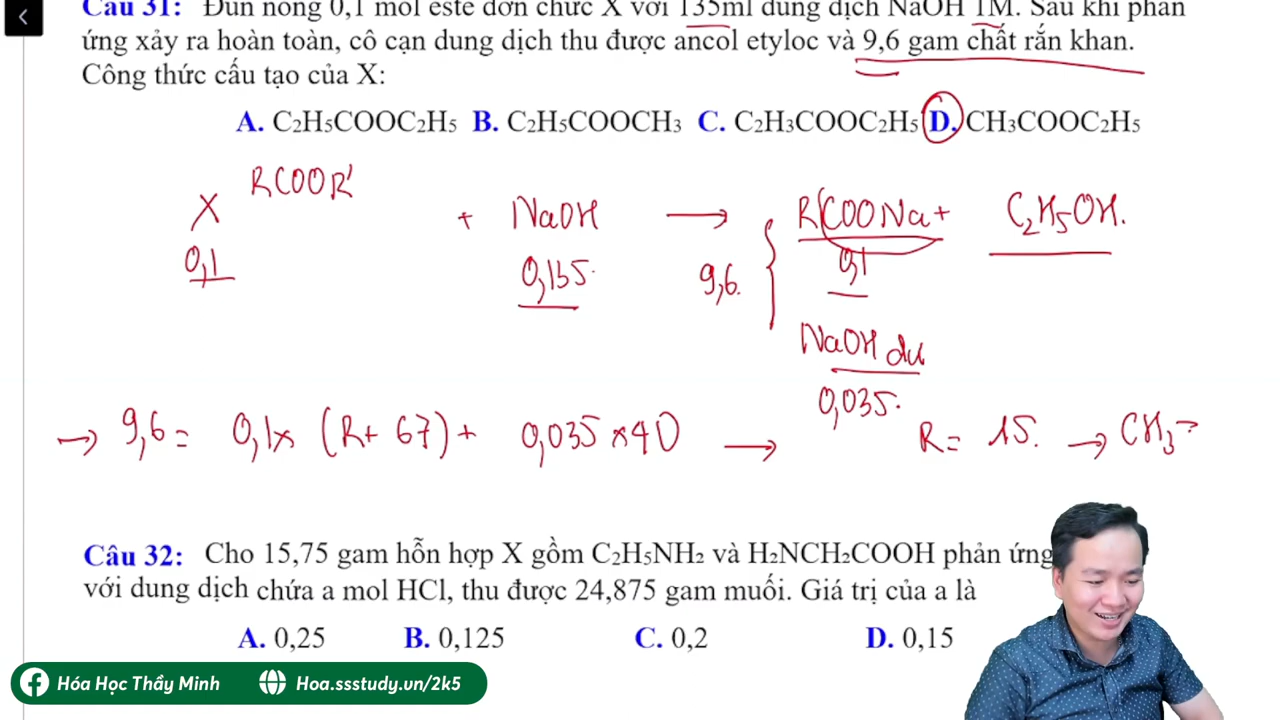 Câu 31: Đun nóng 0,1 mol este đơn chức X với 135ml dung dịch NaOH 1M. Sau khi phản
ứng xảy ra hoàn toàn, cô cạn dung dịch thu được ancol etyloc và 9,6 gam chất rắn khan.
Công thức cấu tạo của X:
A. C2H5COOC2H5 B. C2H5COOCH3 C. C2H3COOC2H5 D. CH3COOC2H5
RCOOR'
X + NaOH → RCOONa + C2H5OH.
0,1 0,135. 9,6. 0,1
NaOH dư
0,035.
→ 9,6 = 0,1x (R+ 67) + 0,035 x 40 → R = 15. → CH3-
Câu 32: Cho 15,75 gam hỗn hợp X gồm C2H5NH2 và H2NCH2COOH phản ứng
với dung dịch chứa a mol HCl, thu được 24,875 gam muối. Giá trị của a là
A. 0,25 B. 0,125 C. 0,2 D. 0,15
Hóa Học Thầy Minh Hoa.ssstudy.vn/2k5